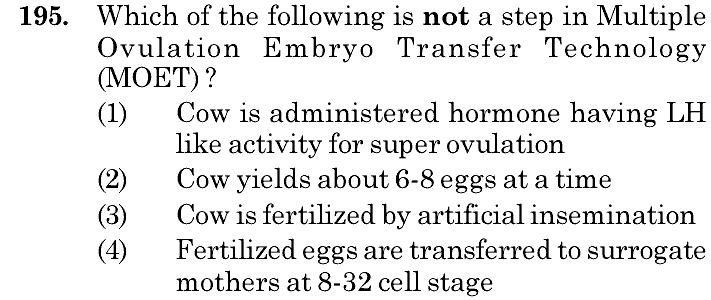 195. Which of the following is not a step in Multiple
Ovulation Embryo Transfer Technology
(MOET) ?
(1) Cow is administered hormone having LH
like activity for super ovulation
(2) Cow yields about 6-8 eggs at a time
(3) Cow is fertilized by artificial insemination
(4) Fertilized eggs are transferred to surrogate
mothers at 8-32 cell stage